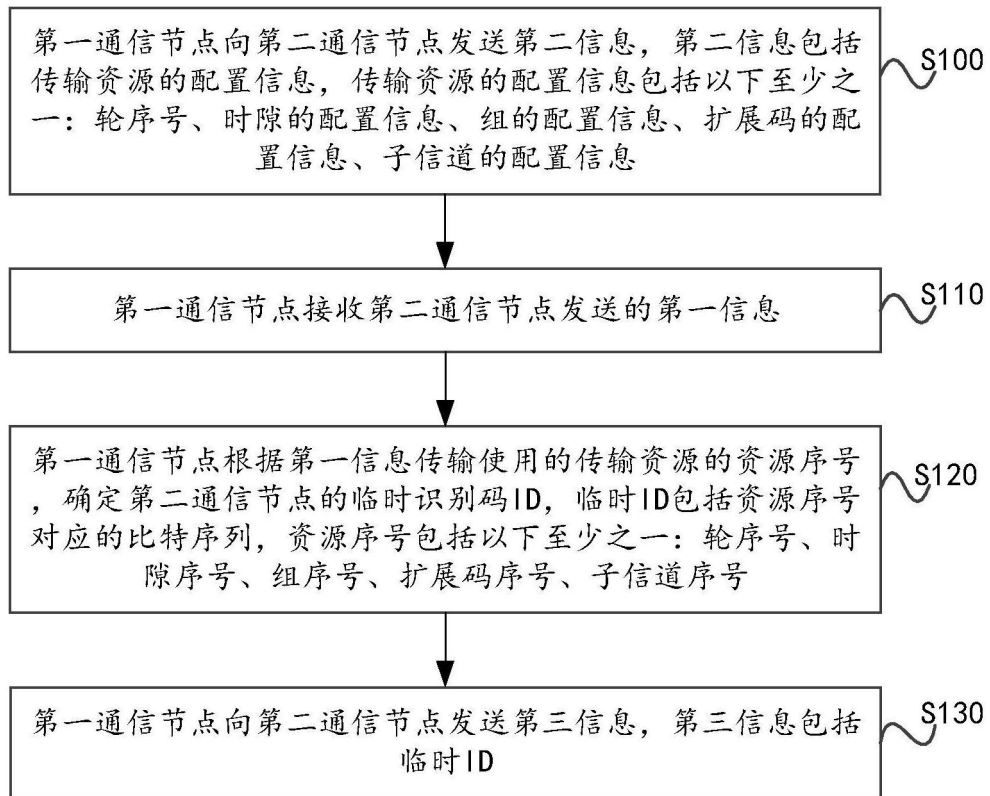 第一通信节点向第二通信节点发送第二信息，第二信息包括
传输资源的配置信息，传输资源的配置信息包括以下至少之
一：轮序号、时隙的配置信息、组的配置信息、扩展码的配
置信息、子信道的配置信息
S100
第一通信节点接收第二通信节点发送的第一信息
S110
第一通信节点根据第一信息传输使用的传输资源的资源序号
，确定第二通信节点的临时识别码ID，临时ID包括资源序号
对应的比特序列，资源序号包括以下至少之一：轮序号、时
隙序号、组序号、扩展码序号、子信道序号
S120
第一通信节点向第二通信节点发送第三信息，第三信息包括
临时ID
S130